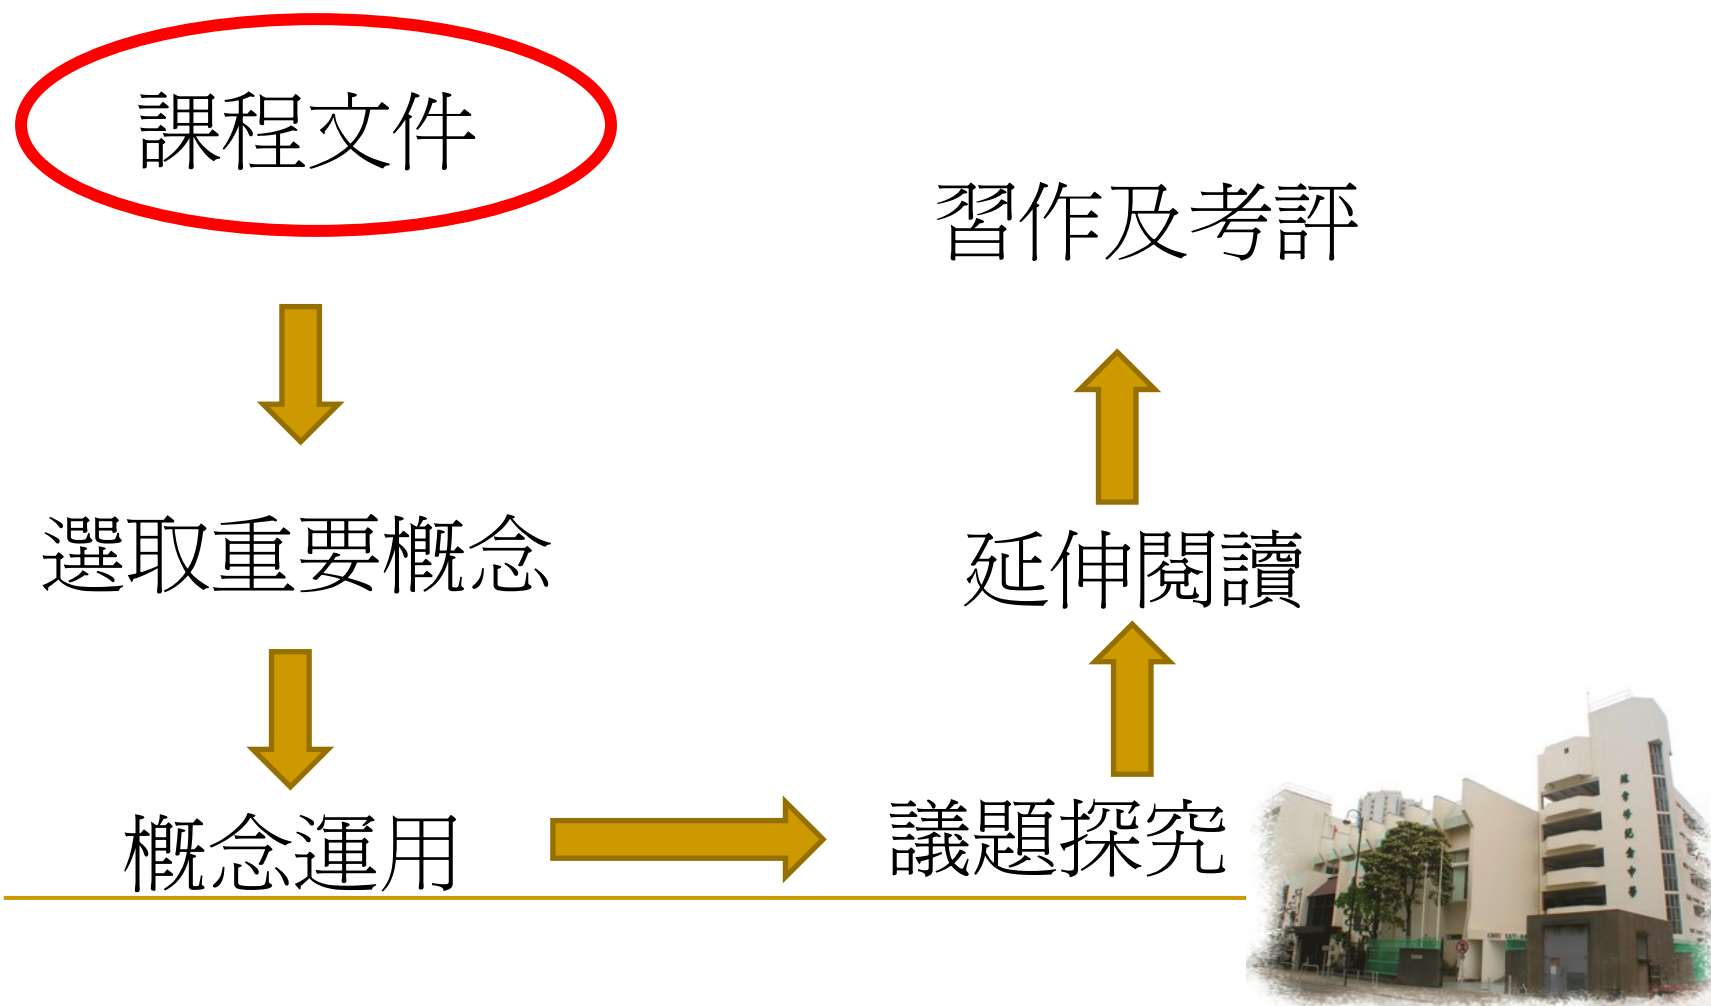 課程文件
選取重要概念
概念運用
議題探究
延伸閱讀
習作及考評